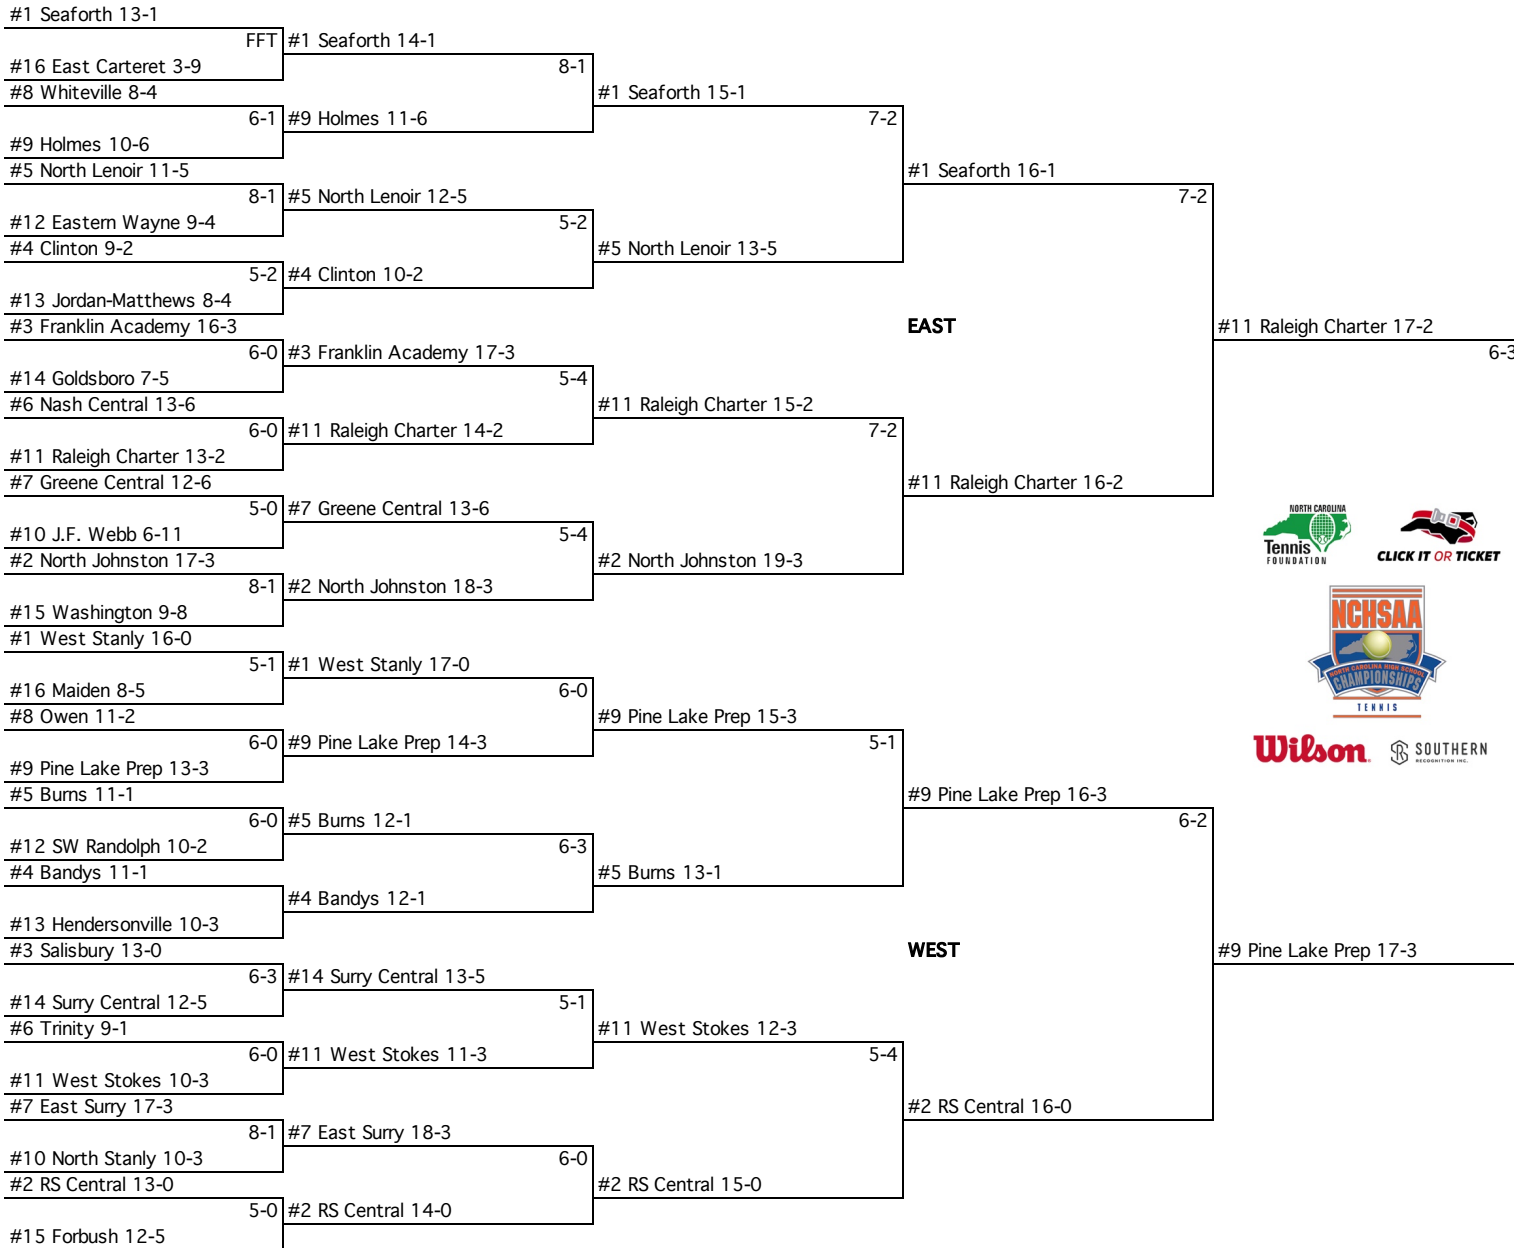 #1 Seaforth 13-1
FFT
#1 Seaforth 14-1
#16 East Carteret 3-9
8-1
#8 Whiteville 8-4
#1 Seaforth 15-1
6-1
#9 Holmes 11-6
7-2
#9 Holmes 10-6
#5 North Lenoir 11-5
#1 Seaforth 16-1
8-1
#5 North Lenoir 12-5
7-2
#12 Eastern Wayne 9-4
5-2
#4 Clinton 9-2
#5 North Lenoir 13-5
5-2
#4 Clinton 10-2
#13 Jordan-Matthews 8-4
#3 Franklin Academy 16-3
EAST
#11 Raleigh Charter 17-2
6-0
#3 Franklin Academy 17-3
6-3
#14 Goldsboro 7-5
5-4
#6 Nash Central 13-6
#11 Raleigh Charter 15-2
6-0
#11 Raleigh Charter 14-2
7-2
#11 Raleigh Charter 13-2
#7 Greene Central 12-6
#11 Raleigh Charter 16-2
5-0
#7 Greene Central 13-6
#10 J.F. Webb 6-11
5-4
#2 North Johnston 17-3
#2 North Johnston 19-3
8-1
#2 North Johnston 18-3
#15 Washington 9-8
NORTH CAROLINA
Tennis
FOUNDATION
CLICK IT OR TICKET
NCHSAA
NORTH CAROLINA HIGH SCHOOL
CHAMPIONSHIPS
TENNIS
Wilson
SOUTHERN
RECOGNITION INC.
#1 West Stanly 16-0
5-1
#1 West Stanly 17-0
#16 Maiden 8-5
6-0
#8 Owen 11-2
#9 Pine Lake Prep 15-3
6-0
#9 Pine Lake Prep 14-3
5-1
#9 Pine Lake Prep 13-3
#5 Burns 11-1
#9 Pine Lake Prep 16-3
6-0
#5 Burns 12-1
6-2
#12 SW Randolph 10-2
6-3
#4 Bandys 11-1
#5 Burns 13-1
#4 Bandys 12-1
#13 Hendersonville 10-3
#3 Salisbury 13-0
WEST
#9 Pine Lake Prep 17-3
6-3
#14 Surry Central 13-5
#14 Surry Central 12-5
5-1
#6 Trinity 9-1
#11 West Stokes 12-3
6-0
#11 West Stokes 11-3
5-4
#11 West Stokes 10-3
#7 East Surry 17-3
#2 RS Central 16-0
8-1
#7 East Surry 18-3
#10 North Stanly 10-3
6-0
#2 RS Central 13-0
#2 RS Central 15-0
5-0
#2 RS Central 14-0
#15 Forbush 12-5